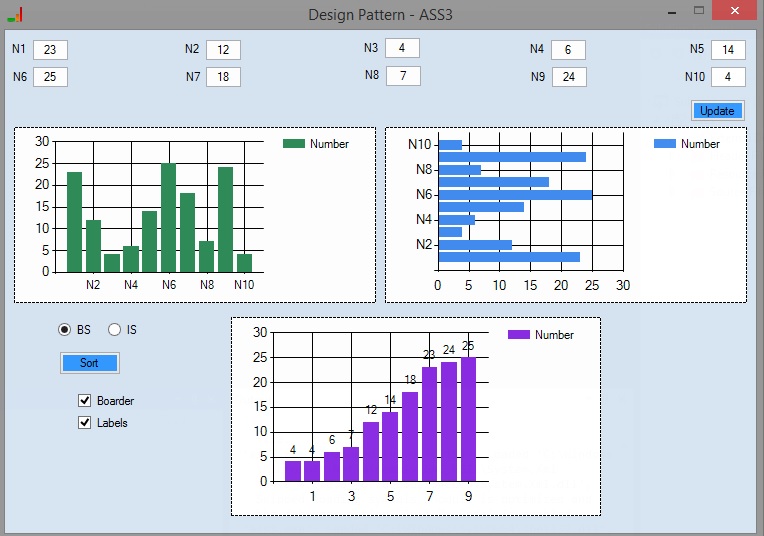 Design Pattern - ASS3
N1 23 N2 12 N3 4 N4 6 N5 14
N6 25 N7 18 N8 7 N9 24 N10 4
Update
30
25
20
15
10
5
0
N2 N4 N6 N8 N10
Number
N10
N8
N6
N4
N2
0 5 10 15 20 25 30
Number
BS IS
Sort
Boarder
Labels
30
25
20
15
10
5
0
4 4 6 7 12 14 18 23 24 25
1 3 5 7 9
Number